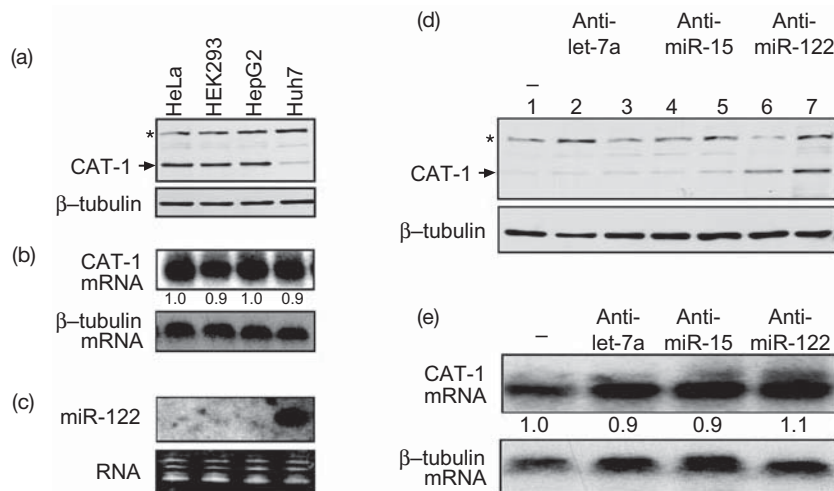 (a)
HeLa
HEK293
HepG2
Huh7
*
CAT-1
β–tubulin
(b)
CAT-1
mRNA
1.0 0.9 1.0 0.9
β–tubulin
mRNA
(c)
miR-122
RNA
(d)
Anti-
let-7a
Anti-
miR-15
Anti-
miR-122
–
1 2 3 4 5 6 7
*
CAT-1
β–tubulin
(e)
–
Anti-
let-7a
Anti-
miR-15
Anti-
miR-122
CAT-1
mRNA
1.0 0.9 0.9 1.1
β–tubulin
mRNA